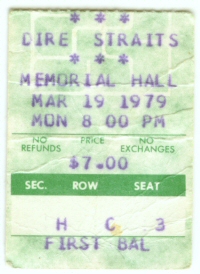 * * *
DIRE STRAITS
* * *
MEMORIAL HALL
MAR 19 1979
MON 8 00 PM
NO REFUNDS PRICE NO EXCHANGES
$7.00
SEC. ROW SEAT
H C 3
FIRST BAL